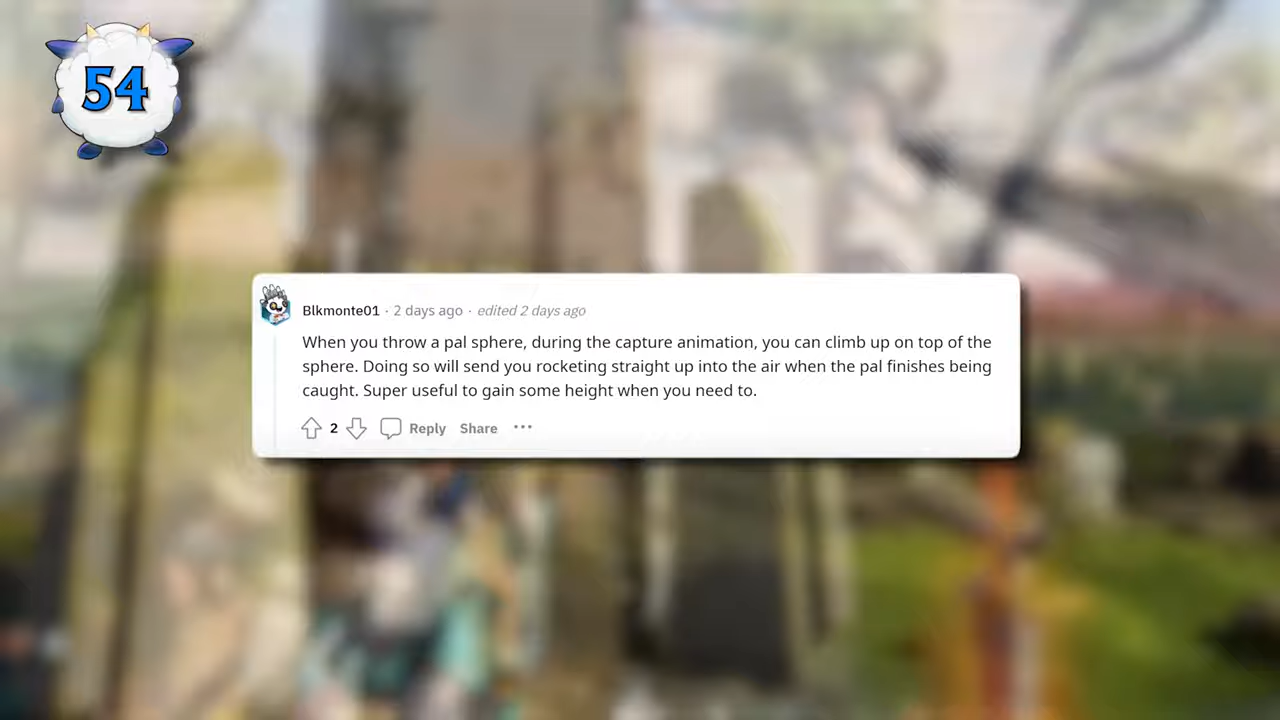 54
Blkmonte01 · 2 days ago · edited 2 days ago
When you throw a pal sphere, during the capture animation, you can climb up on top of the
sphere. Doing so will send you rocketing straight up into the air when the pal finishes being
caught. Super useful to gain some height when you need to.
2 Reply Share ···